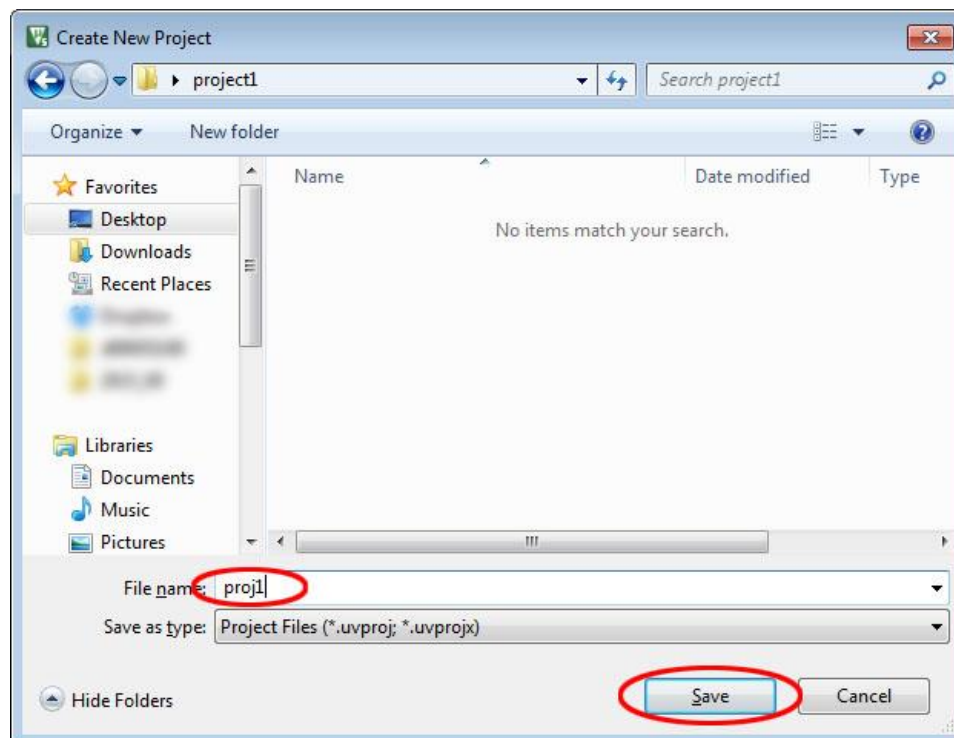 Create New Project
project1
Search project1
Organize
New folder
Name
Date modified
Type
Favorites
Desktop
Downloads
Recent Places
No items match your search.
Libraries
Documents
Music
Pictures
File name: proj1
Save as type: Project Files (*.uvproj; *.uvprojx)
Hide Folders
Save
Cancel